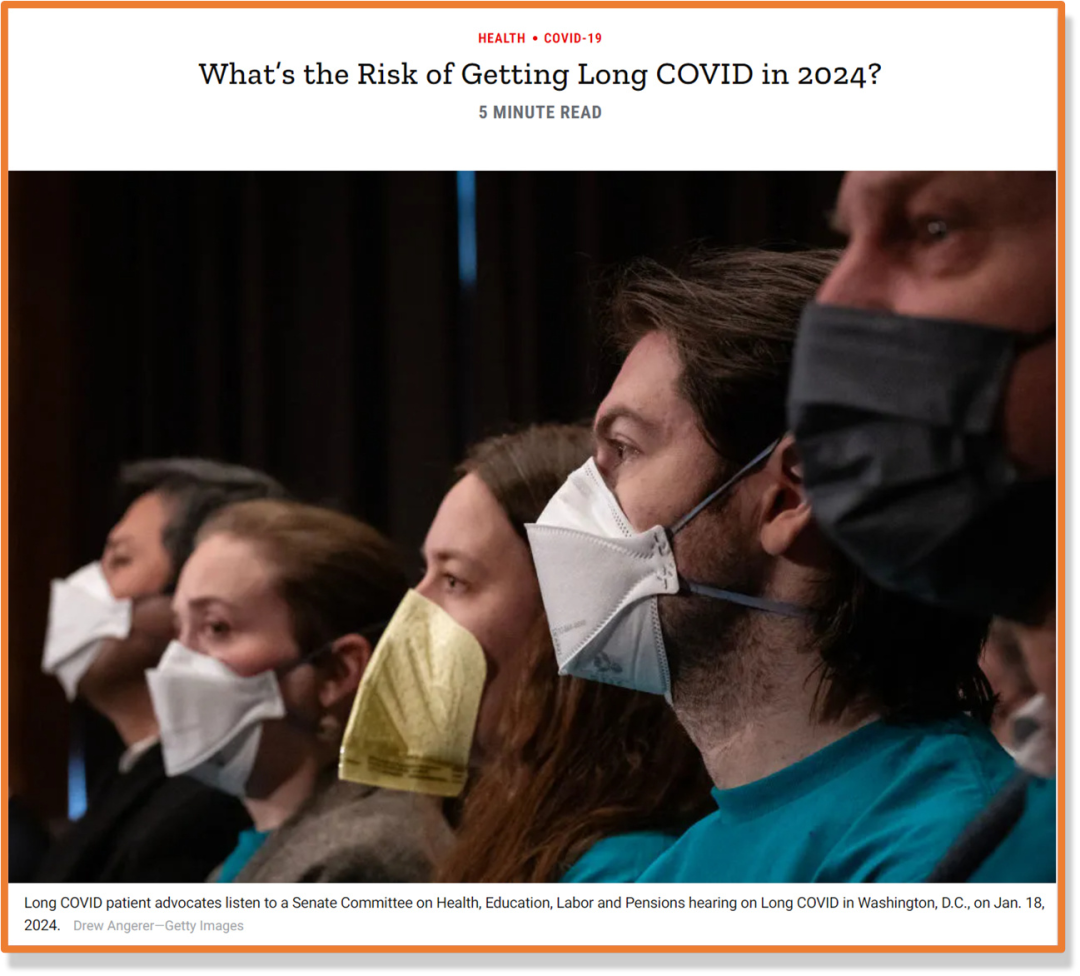 HEALTH • COVID-19
What's the Risk of Getting Long COVID in 2024?
5 MINUTE READ
Long COVID patient advocates listen to a Senate Committee on Health, Education, Labor and Pensions hearing on Long COVID in Washington, D.C., on Jan. 18,
2024. Drew Angerer—Getty Images